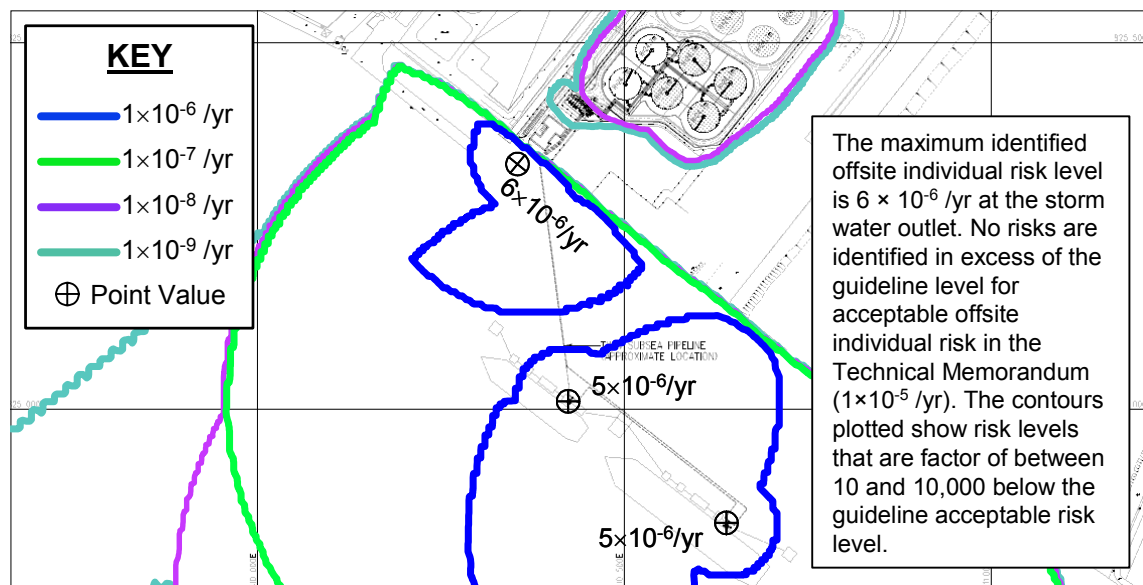 KEY
1×10⁻⁶ /yr
1×10⁻⁷ /yr
1×10⁻⁸ /yr
1×10⁻⁹ /yr
Point Value
6×10⁻⁶/yr
SUBSEA PIPELINE
APPROXIMATE LOCATION)
5×10⁻⁶/yr
5×10⁻⁶/yr
The maximum identified
offsite individual risk level
is 6 × 10⁻⁶ /yr at the storm
water outlet. No risks are
identified in excess of the
guideline level for
acceptable offsite
individual risk in the
Technical Memorandum
(1×10⁻⁵ /yr). The contours
plotted show risk levels
that are factor of between
10 and 10,000 below the
guideline acceptable risk
level.